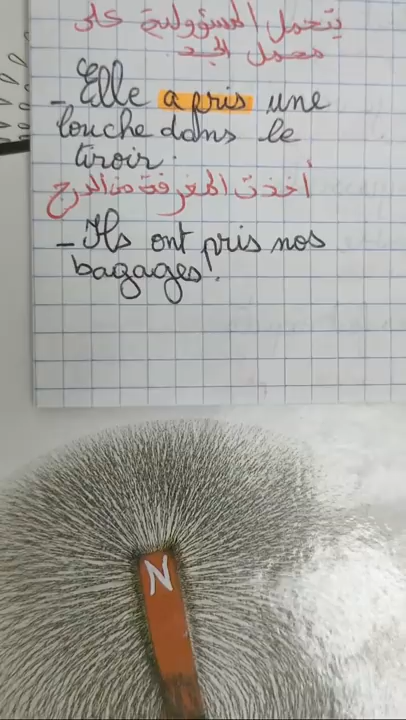 يتحمل المسؤولية على
محمل الجد
- Elle a pris une
louche dans le
tiroir.
أخذت المغرفة من الدرج
- Ils ont pris nos
bagages.
N